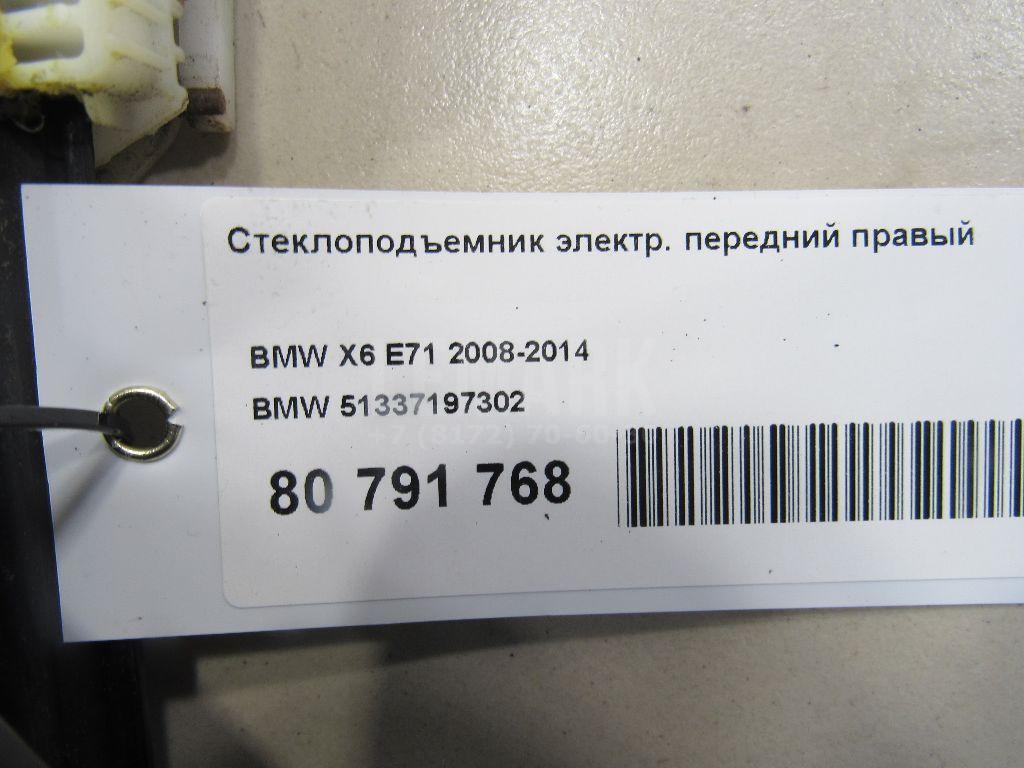 Стеклоподъемник электр. передний правый
BMW X6 E71 2008-2014
BMW 51337197302
80 791 768